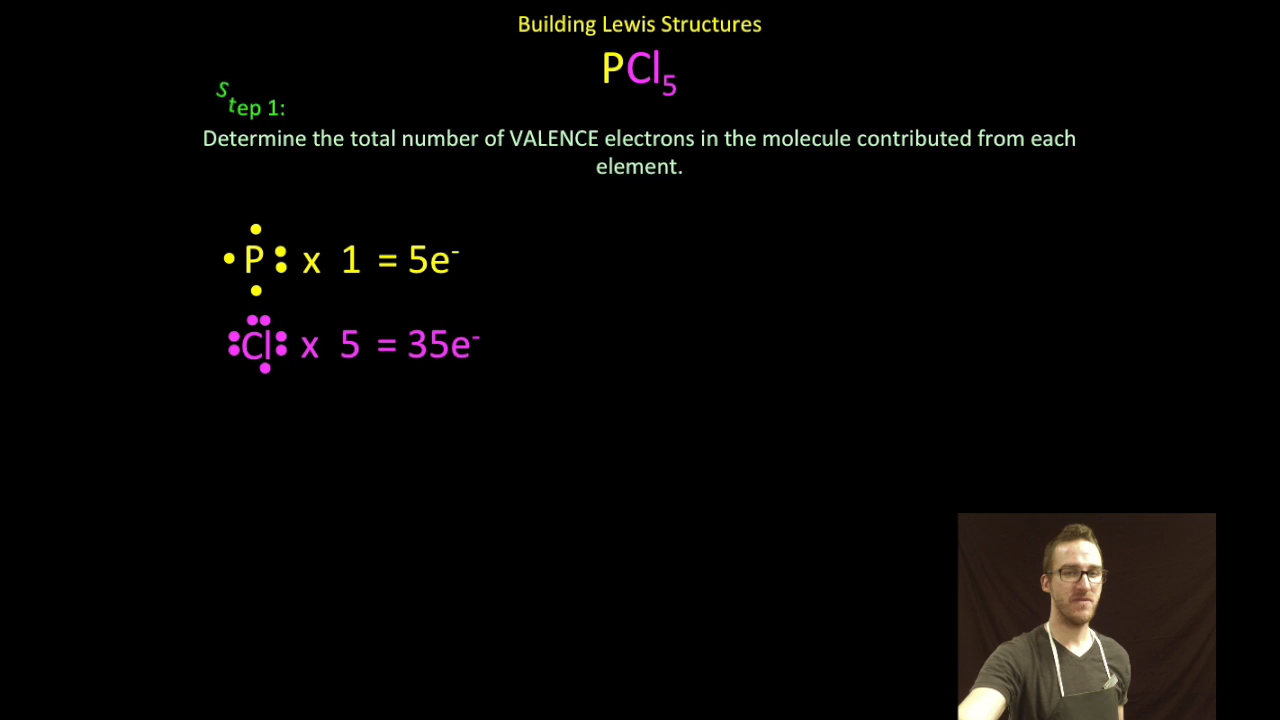 Building Lewis Structures
PCl₅
Step 1:
Determine the total number of VALENCE electrons in the molecule contributed from each
element.
P x 1 = 5e⁻
Cl x 5 = 35e⁻